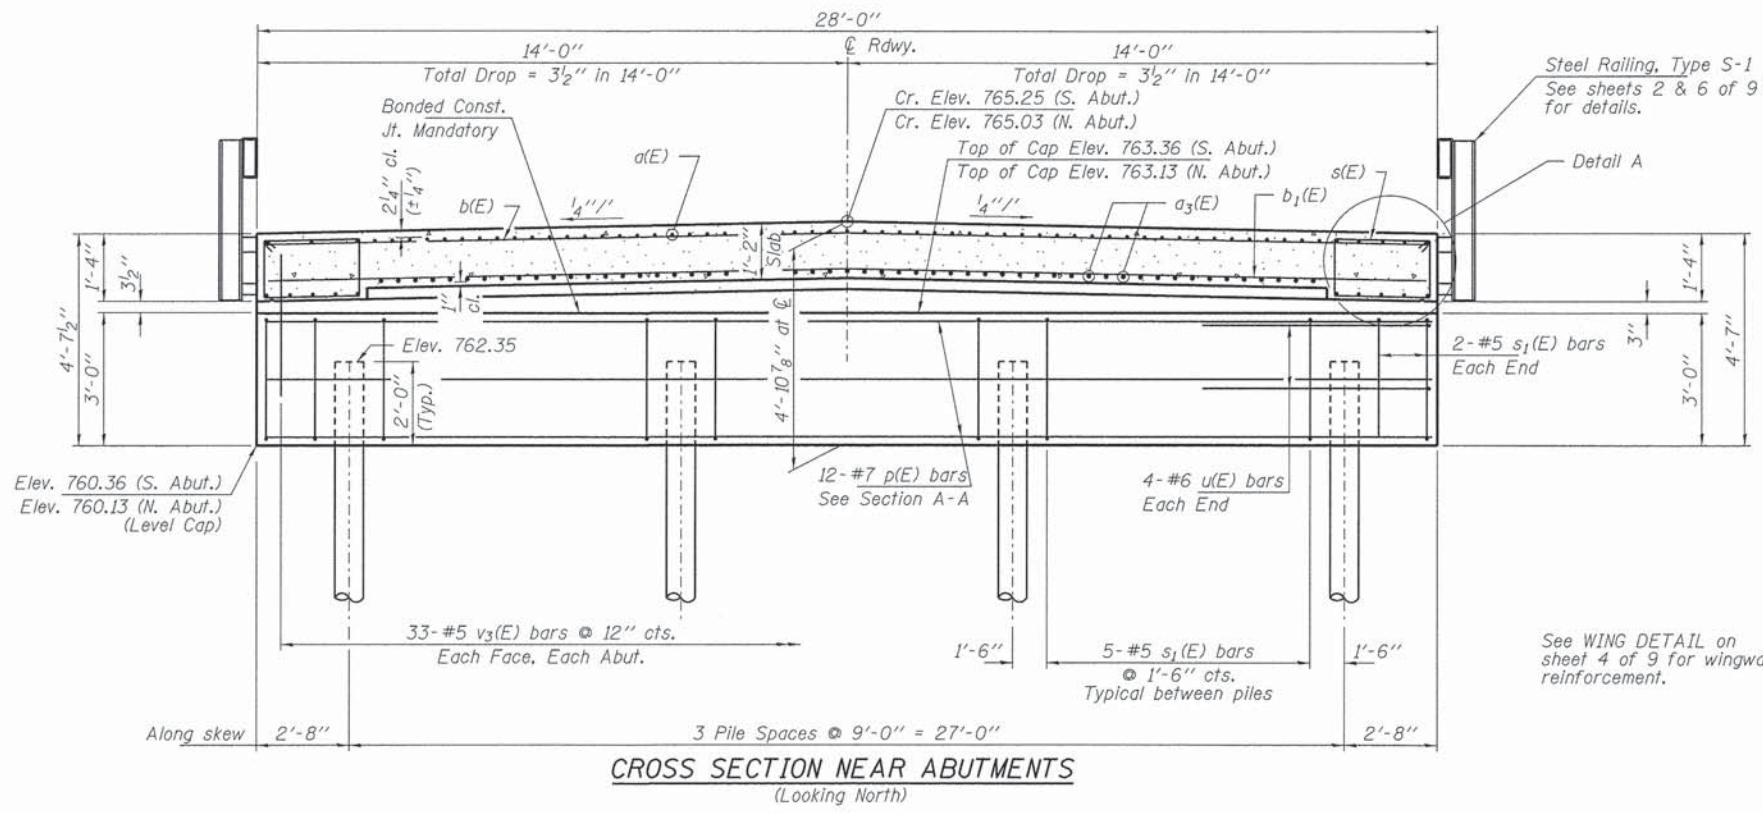 28'-0"
14'-0"
℄ Rdwy.
14'-0"
Total Drop = 3½" in 14'-0"
Total Drop = 3½" in 14'-0"
Steel Railing, Type S-1
See sheets 2 & 6 of 9
for details.
Bonded Const.
Jt. Mandatory
Cr. Elev. 765.25 (S. Abut.)
Cr. Elev. 765.03 (N. Abut.)
a(E)
Top of Cap Elev. 763.36 (S. Abut.)
Top of Cap Elev. 763.13 (N. Abut.)
s(E)
Detail A
2¼" cl.
(±¼")
b(E)
¼"/'
¼"/'
a3(E)
b1(E)
1'-4"
3½"
1'-2"
Slab
1" cl.
1'-4"
3"
4'-7½"
3'-0"
Elev. 762.35
2'-0"
(Typ.)
4'-10⅞" at ℄
2-#5 s1(E) bars
Each End
3'-0"
4'-7"
Elev. 760.36 (S. Abut.)
Elev. 760.13 (N. Abut.)
(Level Cap)
12-#7 p(E) bars
See Section A-A
4-#6 u(E) bars
Each End
33-#5 v3(E) bars @ 12" cts.
Each Face, Each Abut.
1'-6"
5-#5 s1(E) bars
@ 1'-6" cts.
Typical between piles
1'-6"
See WING DETAIL on
sheet 4 of 9 for wingwa
reinforcement.
Along skew
2'-8"
3 Pile Spaces @ 9'-0" = 27'-0"
2'-8"
CROSS SECTION NEAR ABUTMENTS
(Looking North)